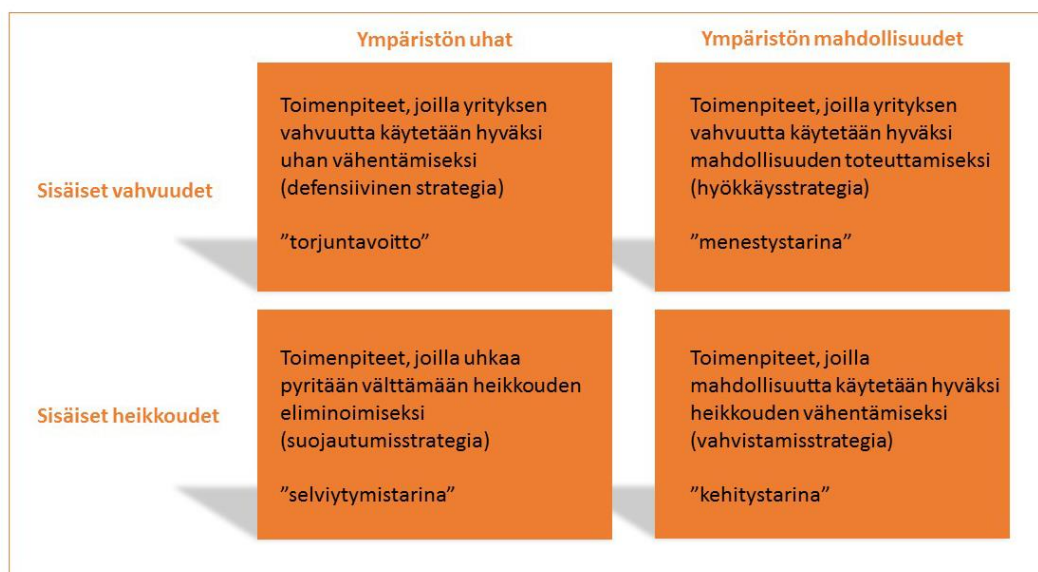 Ympäristön uhat
Ympäristön mahdollisuudet
Sisäiset vahvuudet
Toimenpiteet, joilla yrityksen
vahvuutta käytetään hyväksi
uhan vähentämiseksi
(defensiivinen strategia)
”torjuntavoitto”
Toimenpiteet, joilla yrityksen
vahvuutta käytetään hyväksi
mahdollisuuden toteuttamiseksi
(hyökkäysstrategia)
”menestystarina”
Sisäiset heikkoudet
Toimenpiteet, joilla uhkaa
pyritään välttämään heikkouden
eliminoimiseksi
(suojautumisstrategia)
”selviytymistarina”
Toimenpiteet, joilla
mahdollisuutta käytetään hyväksi
heikkouden vähentämiseksi
(vahvistamisstrategia)
”kehitystarina”